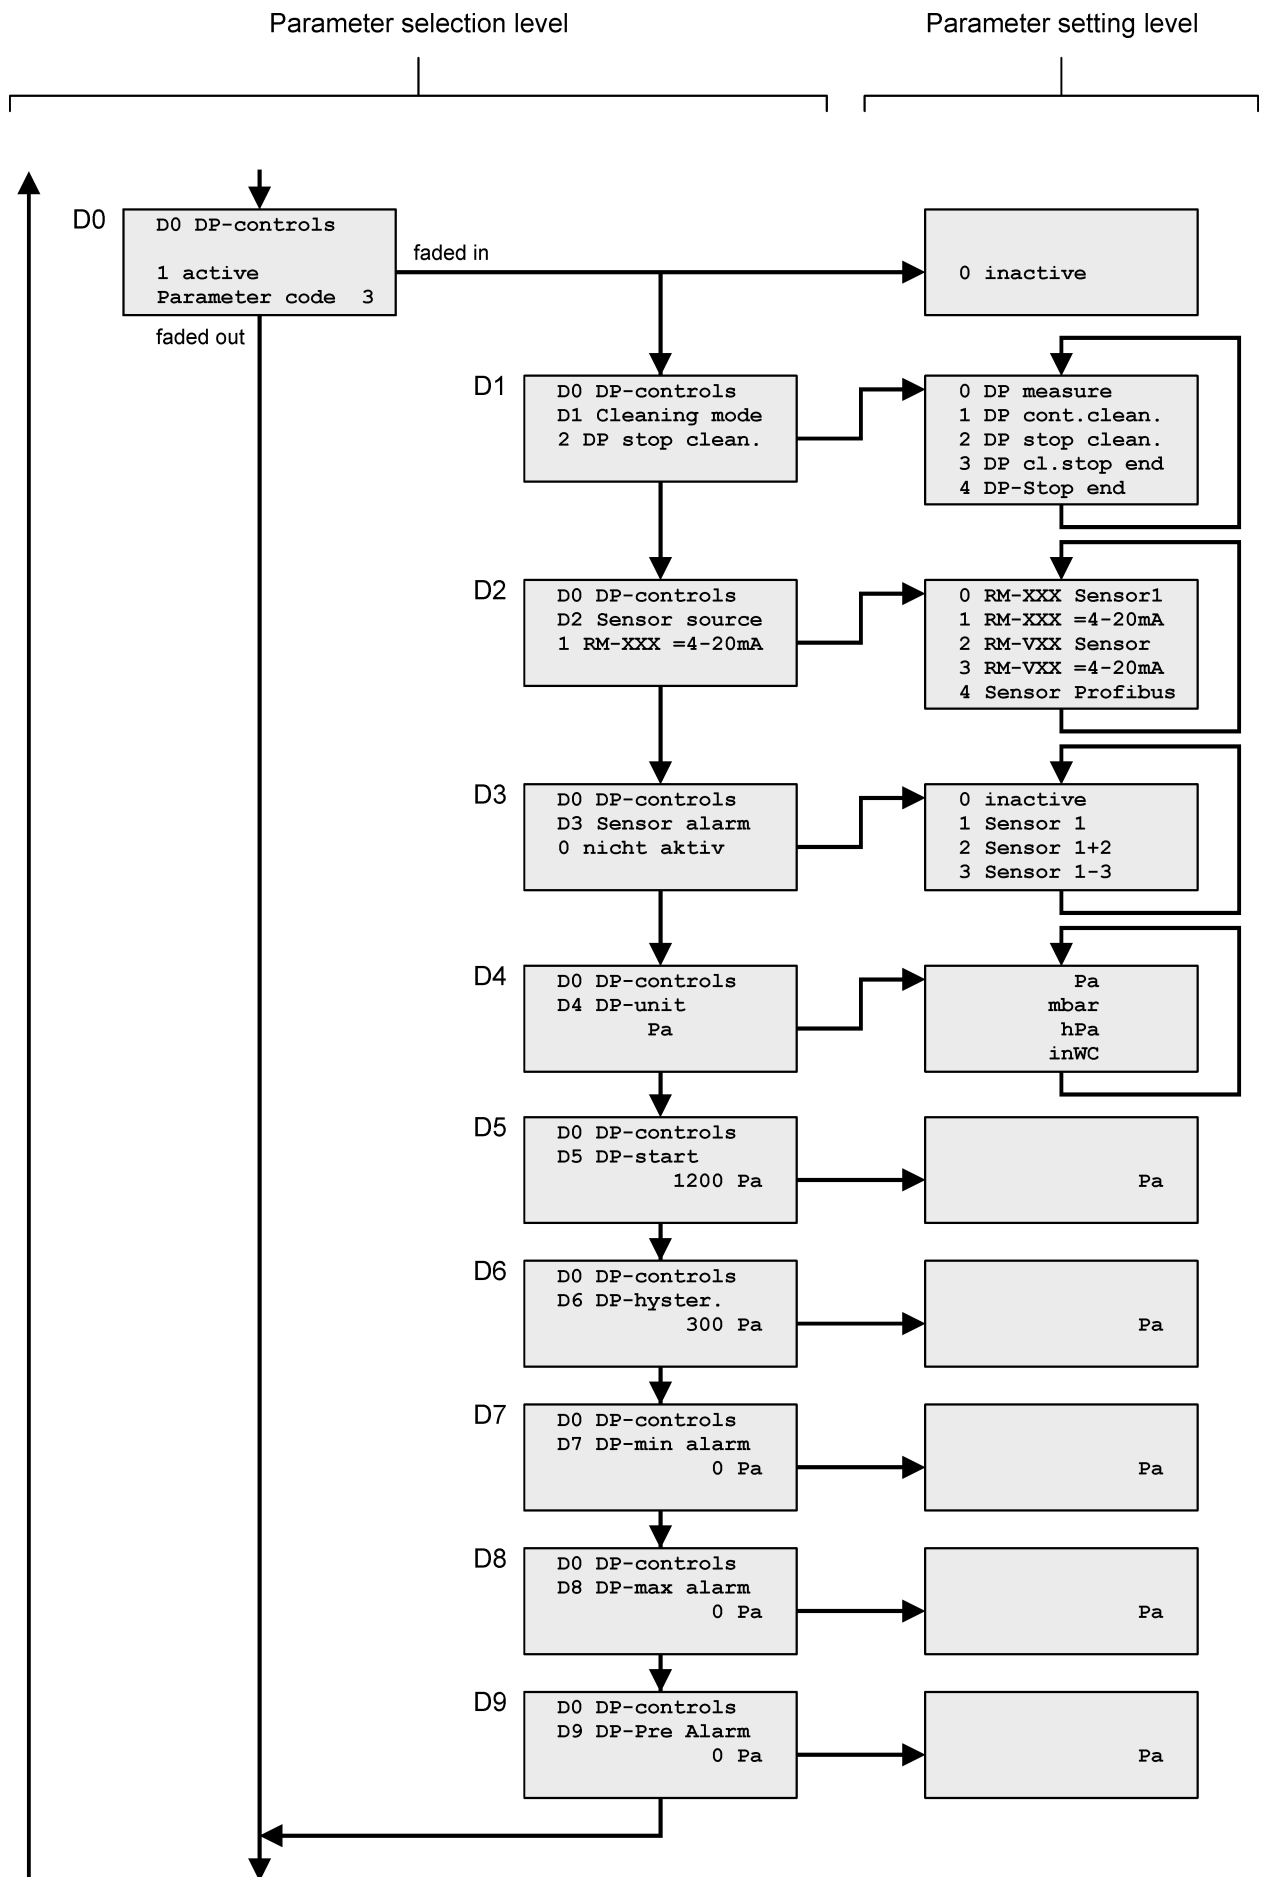 Parameter selection level
Parameter setting level
D0
D0 DP-controls
1 active
Parameter code 3
faded in
faded out
0 inactive
D1
D0 DP-controls
D1 Cleaning mode
2 DP stop clean.
0 DP measure
1 DP cont.clean.
2 DP stop clean.
3 DP cl.stop end
4 DP-Stop end
D2
D0 DP-controls
D2 Sensor source
1 RM-XXX =4-20mA
0 RM-XXX Sensor1
1 RM-XXX =4-20mA
2 RM-VXX Sensor
3 RM-VXX =4-20mA
4 Sensor Profibus
D3
D0 DP-controls
D3 Sensor alarm
0 nicht aktiv
0 inactive
1 Sensor 1
2 Sensor 1+2
3 Sensor 1-3
D4
D0 DP-controls
D4 DP-unit
Pa
Pa
mbar
hPa
inWC
D5
D0 DP-controls
D5 DP-start
1200 Pa
Pa
D6
D0 DP-controls
D6 DP-hyster.
300 Pa
Pa
D7
D0 DP-controls
D7 DP-min alarm
0 Pa
Pa
D8
D0 DP-controls
D8 DP-max alarm
0 Pa
Pa
D9
D0 DP-controls
D9 DP-Pre Alarm
0 Pa
Pa